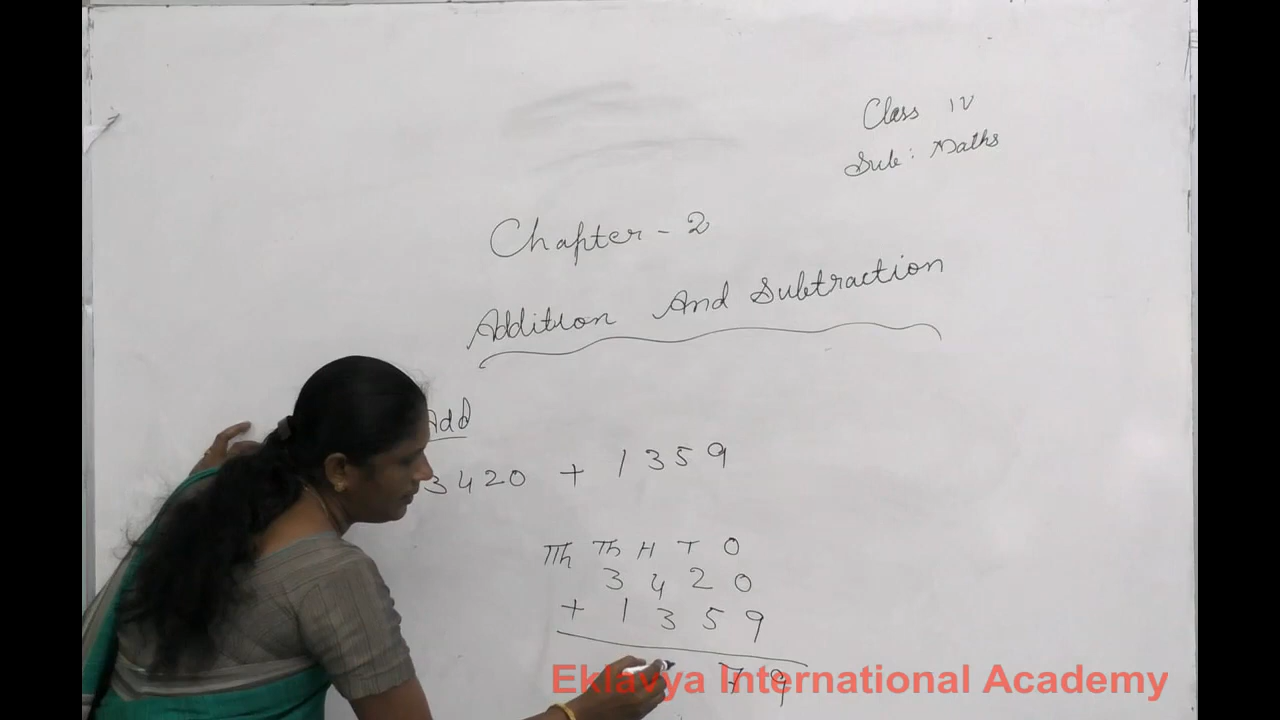 Class IV
Sub: Maths
Chapter - 2
Addition And Subtraction
Add
3420 + 1359
TTh Th H T O
3 4 2 0
+ 1 3 5 9
7 9
Eklavya International Academy